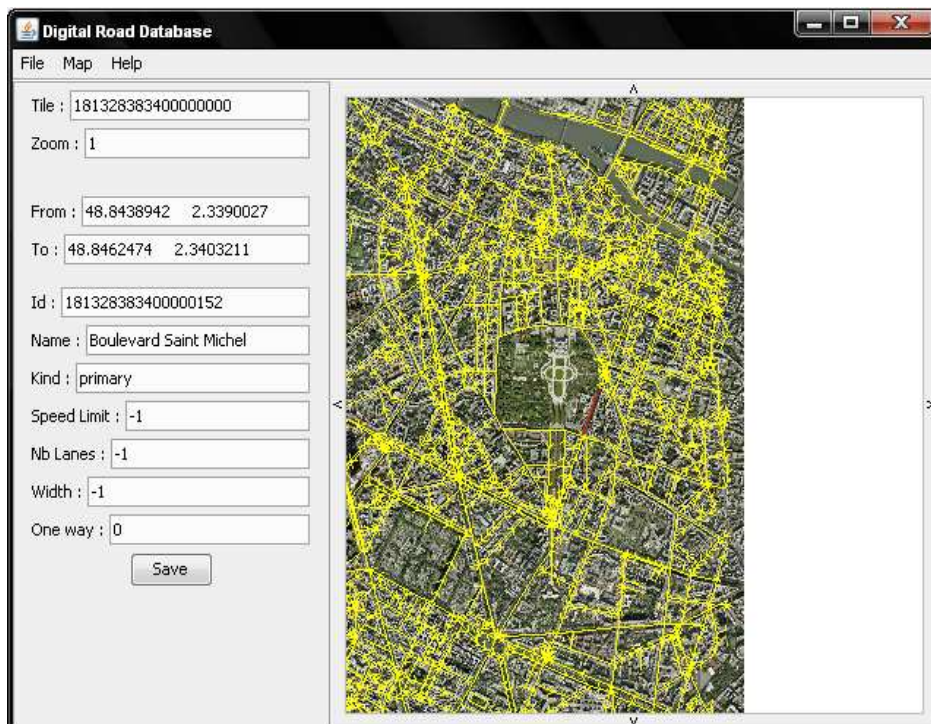 Digital Road Database
File Map Help
Tile : 181328383400000000
Zoom : 1
From : 48.8438942 2.3390027
To : 48.8462474 2.3403211
Id : 181328383400000152
Name : Boulevard Saint Michel
Kind : primary
Speed Limit : -1
Nb Lanes : -1
Width : -1
One way : 0
Save